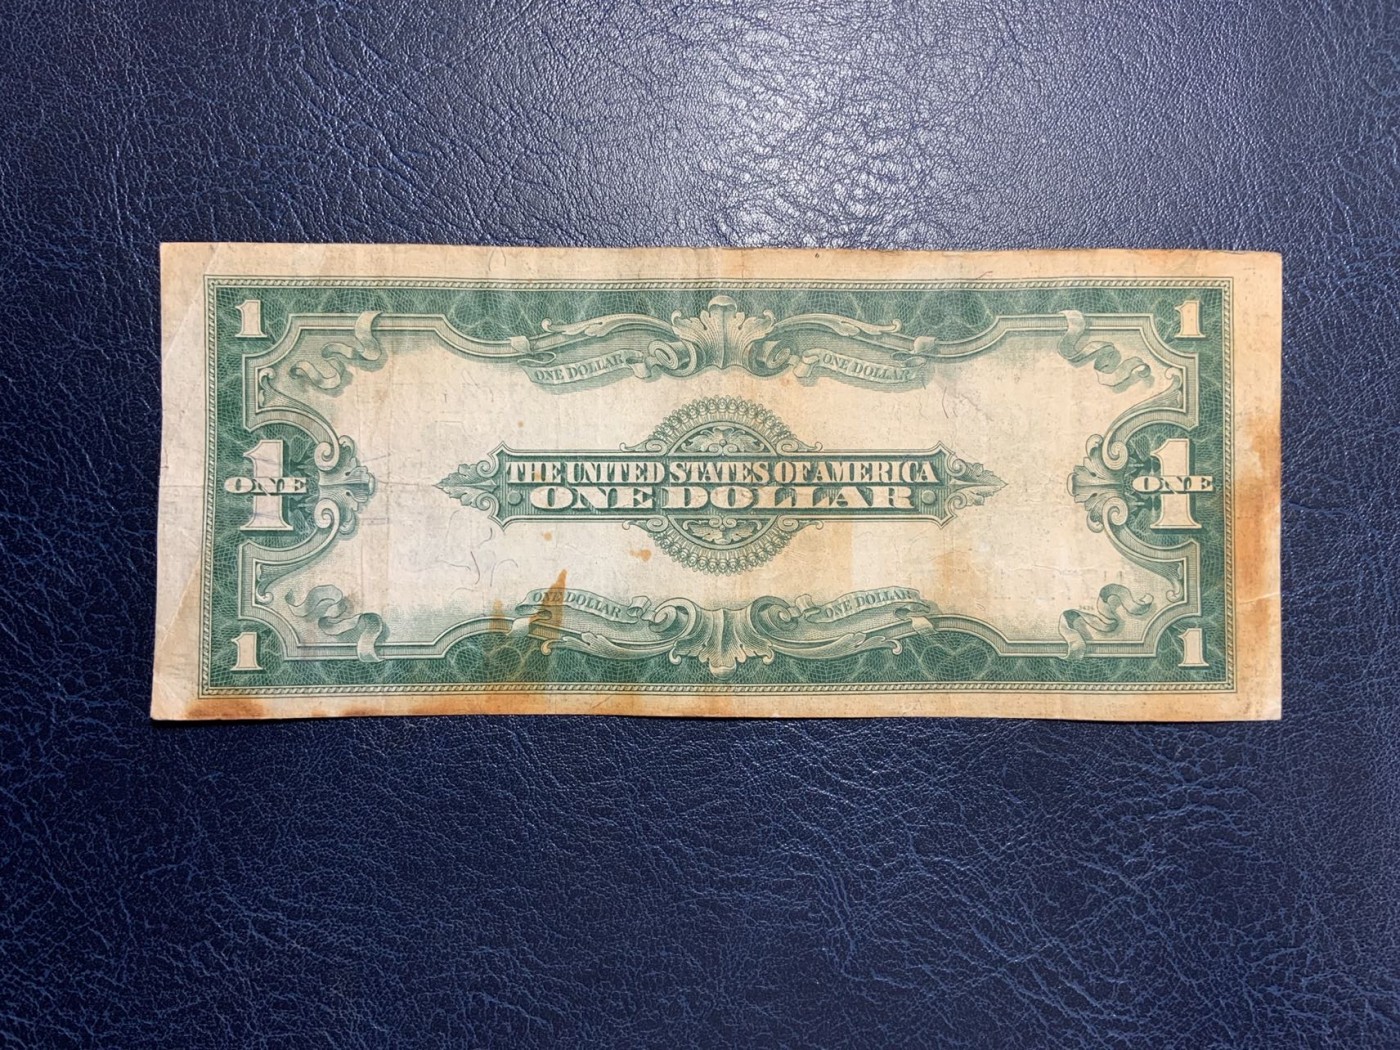 1
1
ONE DOLLAR
ONE DOLLAR
THE UNITED STATES OF AMERICA
ONE DOLLAR
1
ONE
1
ONE
ONE DOLLAR
ONE DOLLAR
1
1